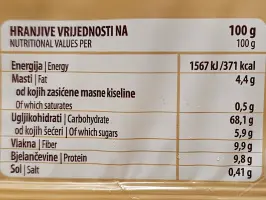 HRANJIVE VRIJEDNOSTI NA 100 g
NUTRITIONAL VALUES PER 100 g
Energija | Energy 1567 kJ /371 kcal
Masti | Fat 4,4 g
od kojih zasićene masne kiseline
Of which saturates 0,5 g
Ugljikohidrati | Carbohydrate 68,1 g
od kojih šećeri | Of which sugars 5,9 g
Vlakna | Fiber 9,9 g
Bjelančevine | Protein 9,8 g
Sol | Salt 0,41 g